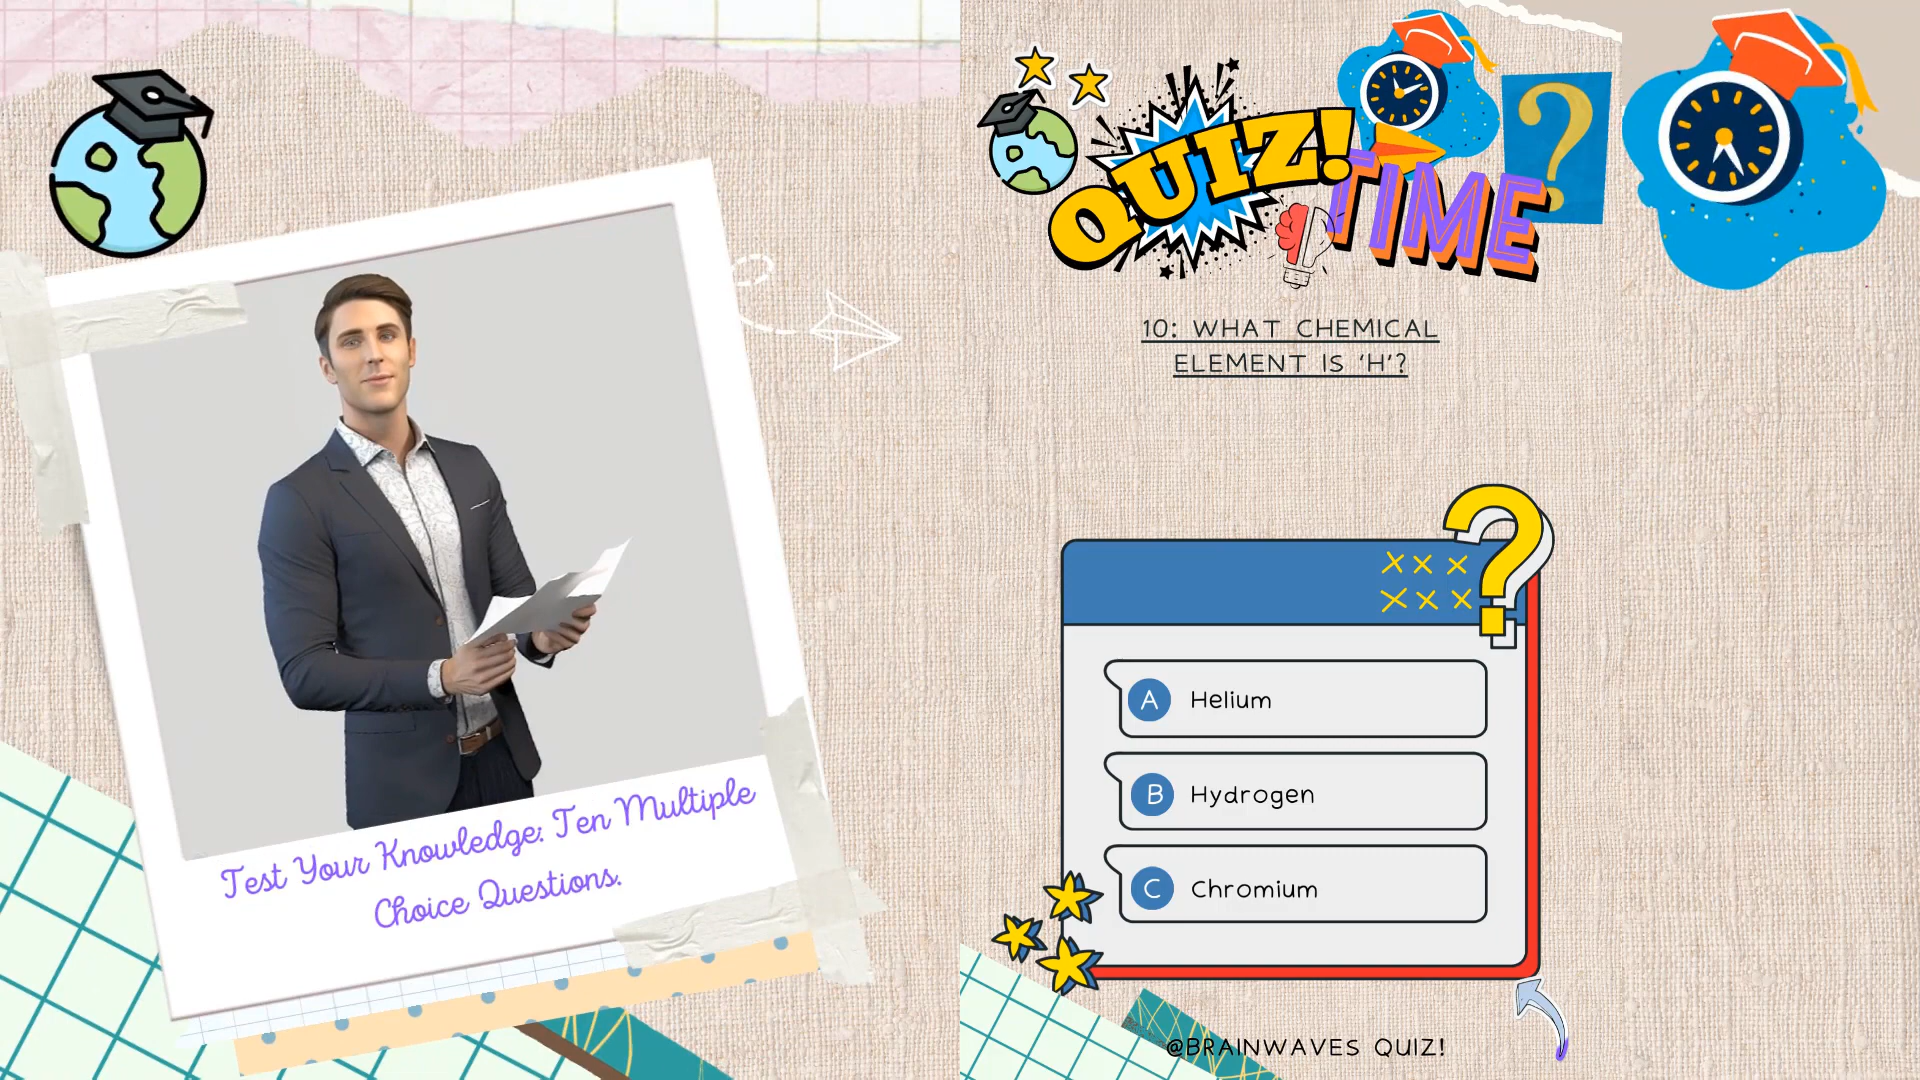 Test Your Knowledge: Ten Multiple
Choice Questions.
QUIZ!
TIME
?
10: WHAT CHEMICAL
ELEMENT IS ‘H’?
?
A Helium
B Hydrogen
C Chromium
@BRAINWAVES QUIZ!